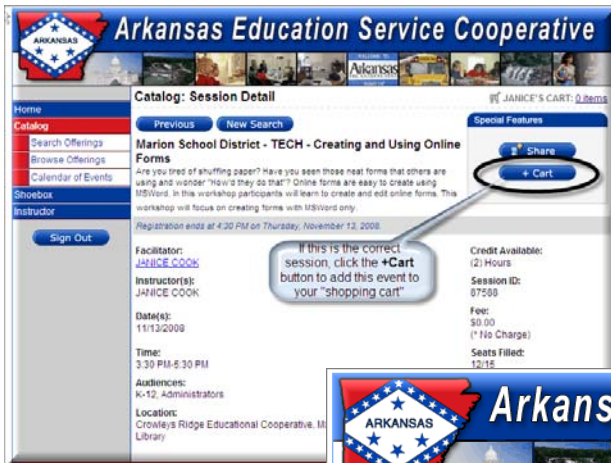 Arkansas Education Service Cooperative
ARKANSAS
Arkansas
Catalog: Session Detail
JANICE'S CART: 0 items
Home
Catalog
Search Offerings
Browse Offerings
Calendar of Events
Shoebox
Instructor
Sign Out
Previous
New Search
Special Features
Share
+ Cart
Marion School District - TECH - Creating and Using Online
Forms
Are you tired of shuffling paper? Have you seen those neat forms that others are
using and wonder "How'd they do that"? Online forms are easy to create using
MSWord. In this workshop participants will learn to create and edit online forms. This
workshop will focus on creating forms with MSWord only.
Registration ends at 4:30 PM on Thursday, November 13, 2008.
If this is the correct
session, click the +Cart
button to add this event to
your "shopping cart"
Facilitator:
JANICE COOK
Instructor(s):
JANICE COOK
Date(s):
11/13/2008
Time:
3:30 PM-5:30 PM
Audiences:
K-12, Administrators
Location:
Crowleys Ridge Educational Cooperative,
Library
Credit Available:
(2) Hours
Session ID:
87588
Fee:
$0.00
(* No Charge)
Seats Filled:
12/15
Arkans
ARKANSAS